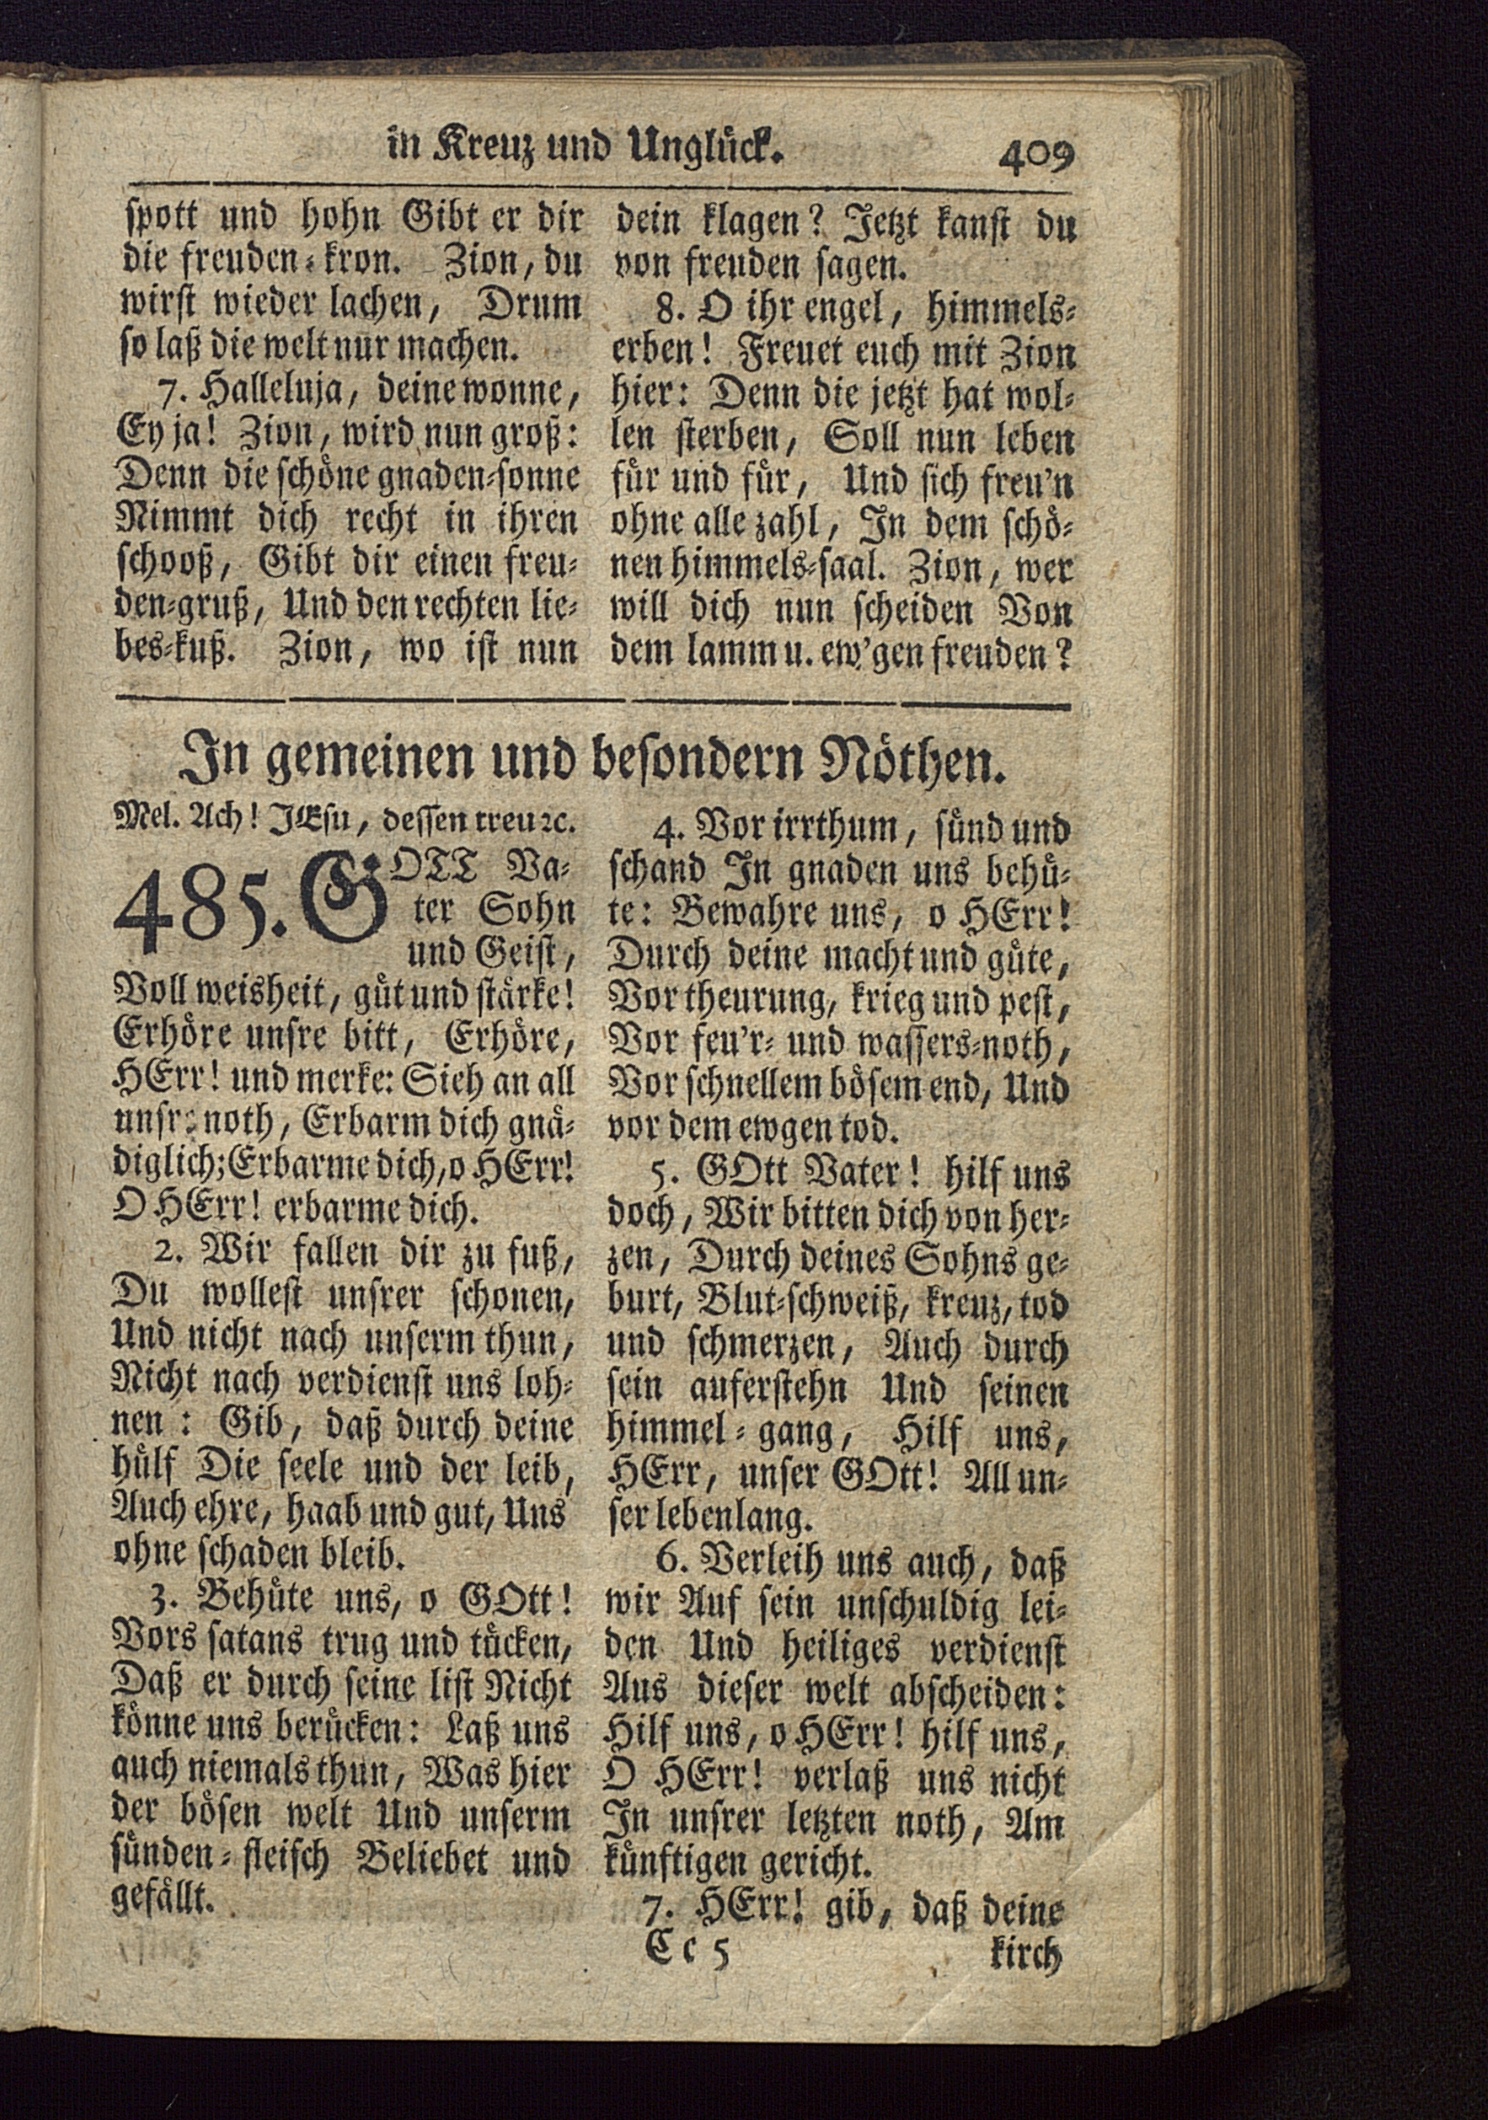 in Kreuz und Unglück. 409
spott und hohn Gibt er dir
die freuden-kron. Zion, du
wirst wieder lachen, Drum
so laß die welt nur machen.
7. Halleluja, deine wonne,
Ey ja! Zion, wird nun groß:
Denn die schöne gnaden-sonne
Nimmt dich recht in ihren
schooß, Gibt dir einen freu-
den-gruß, Und den rechten lie-
bes-kuß. Zion, wo ist nun
dein klagen? Jetzt kanst du
von freuden sagen.
8. O ihr engel, himmels-
erben! Freuet euch mit Zion
hier: Denn die jetzt hat wol-
len sterben, Soll nun leben
für und für, Und sich freu'n
ohne alle zahl, In dem schö-
nen himmels-saal. Zion, wer
will dich nun scheiden Von
dem lamm u. ew'gen freuden?
In gemeinen und besondern Nöthen.
Mel. Ach! JEsu, dessen treu ꝛc.
485. GOTT Va-
ter Sohn
und Geist,
Voll weisheit, güt und stärke!
Erhöre unsre bitt, Erhöre,
HErr! und merke: Sieh an all
unsre noth, Erbarm dich gnä-
diglich; Erbarme dich, o HErr!
O HErr! erbarme dich.
2. Wir fallen dir zu fuß,
Du wollest unsrer schonen,
Und nicht nach unserm thun,
Nicht nach verdienst uns loh-
nen: Gib, daß durch deine
hülf Die seele und der leib,
Auch ehre, haab und gut, Uns
ohne schaden bleib.
3. Behüte uns, o GOtt!
Vors satans trug und tücken,
Daß er durch seine list Nicht
könne uns berücken: Laß uns
auch niemals thun, Was hier
der bösen welt Und unserm
sünden-fleisch Beliebet und
gefällt.
4. Vor irrthum, sünd und
schand In gnaden uns behü-
te: Bewahre uns, o HErr!
Durch deine macht und güte,
Vor theurung, krieg und pest,
Vor feu'r- und wassers-noth,
Vor schnellem bösem end, Und
vor dem ewgen tod.
5. GOtt Vater! hilf uns
doch, Wir bitten dich von her-
zen, Durch deines Sohns ge-
burt, Blut-schweiß, kreuz, tod
und schmerzen, Auch durch
sein auferstehn Und seinen
himmel-gang, Hilf uns,
HErr, unser GOtt! All un-
ser lebenlang.
6. Verleih uns auch, daß
wir Auf sein unschuldig lei-
den Und heiliges verdienst
Aus dieser welt abscheiden:
Hilf uns, o HErr! hilf uns,
O HErr! verlaß uns nicht
In unsrer letzten noth, Am
künftigen gericht.
7. HErr! gib, daß deine
Cc 5 kirch